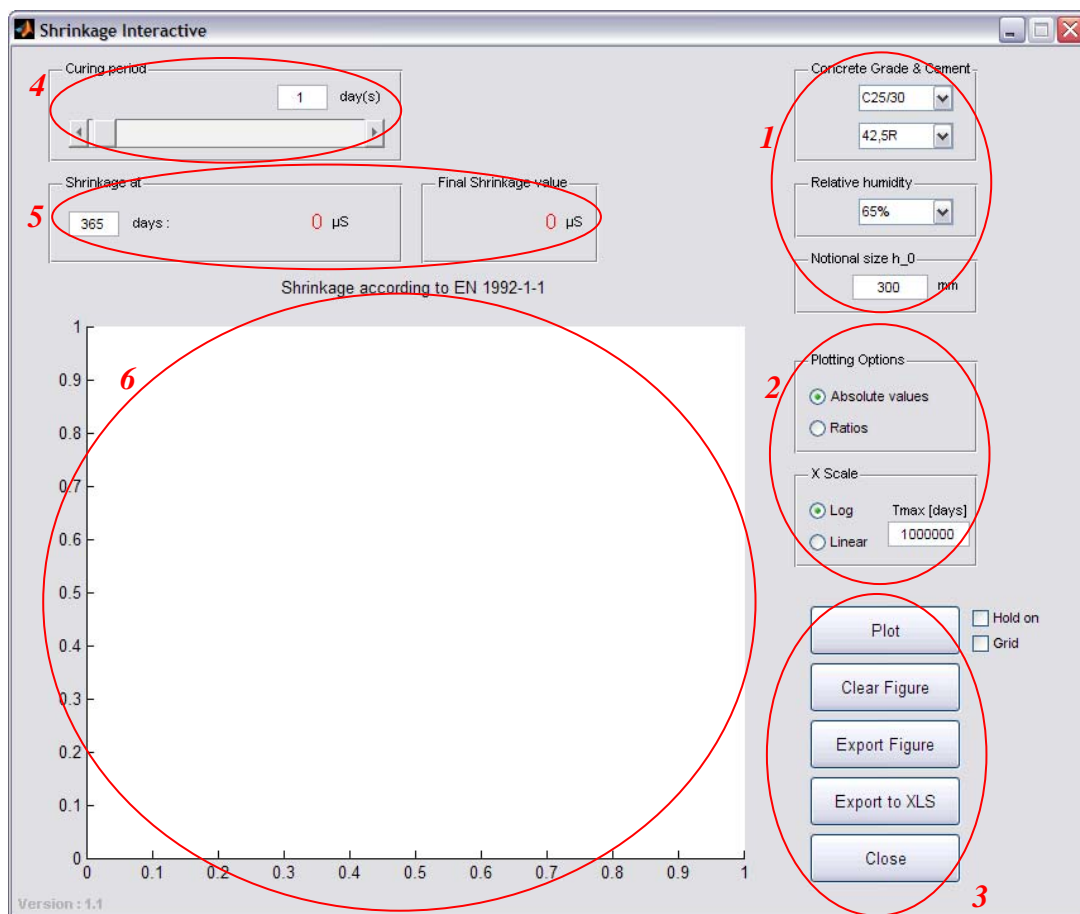 Shrinkage Interactive
4
Curing period
1 day(s)
Concrete Grade & Cement
C25/30
42,5R
1
Shrinkage at
365 days : 0 µS
5
Final Shrinkage value
0 µS
Relative humidity
65%
Notional size h_0
300 mm
Shrinkage according to EN 1992-1-1
6
1
0.9
0.8
0.7
0.6
0.5
0.4
0.3
0.2
0.1
0
0 0.1 0.2 0.3 0.4 0.5 0.6 0.7 0.8 0.9 1
2
Plotting Options
Absolute values
Ratios
X Scale
Log
Linear
Tmax [days]
1000000
Plot
Hold on
Grid
Clear Figure
Export Figure
Export to XLS
Close
3
Version : 1.1